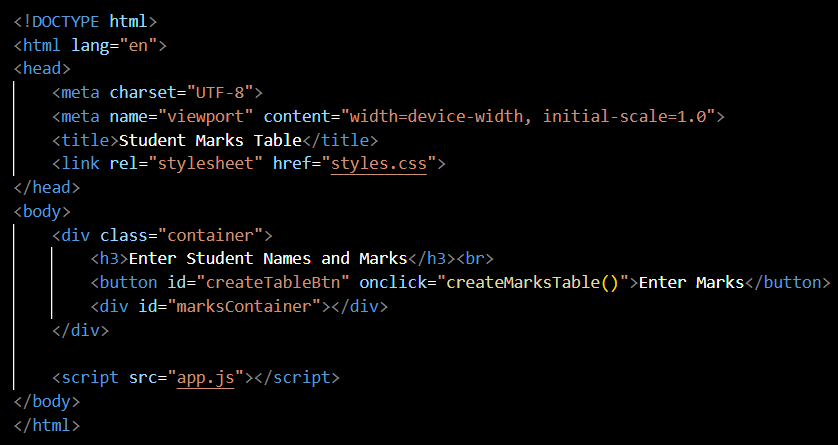 <!DOCTYPE html>
<html lang="en">
<head>
    <meta charset="UTF-8">
    <meta name="viewport" content="width=device-width, initial-scale=1.0">
    <title>Student Marks Table</title>
    <link rel="stylesheet" href="styles.css">
</head>
<body>
    <div class="container">
        <h3>Enter Student Names and Marks</h3><br>
        <button id="createTableBtn" onclick="createMarksTable()">Enter Marks</button>
        <div id="marksContainer"></div>
    </div>

    <script src="app.js"></script>
</body>
</html>